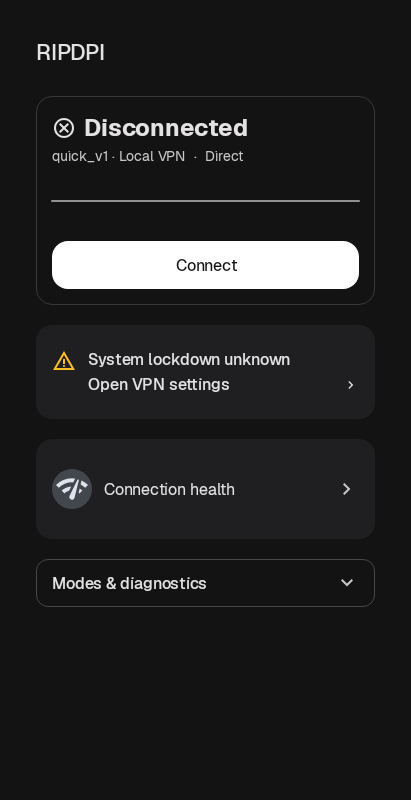 RIPDPI
Disconnected
quick_v1 · Local VPN · Direct
Connect
System lockdown unknown
Open VPN settings
Connection health
Modes & diagnostics